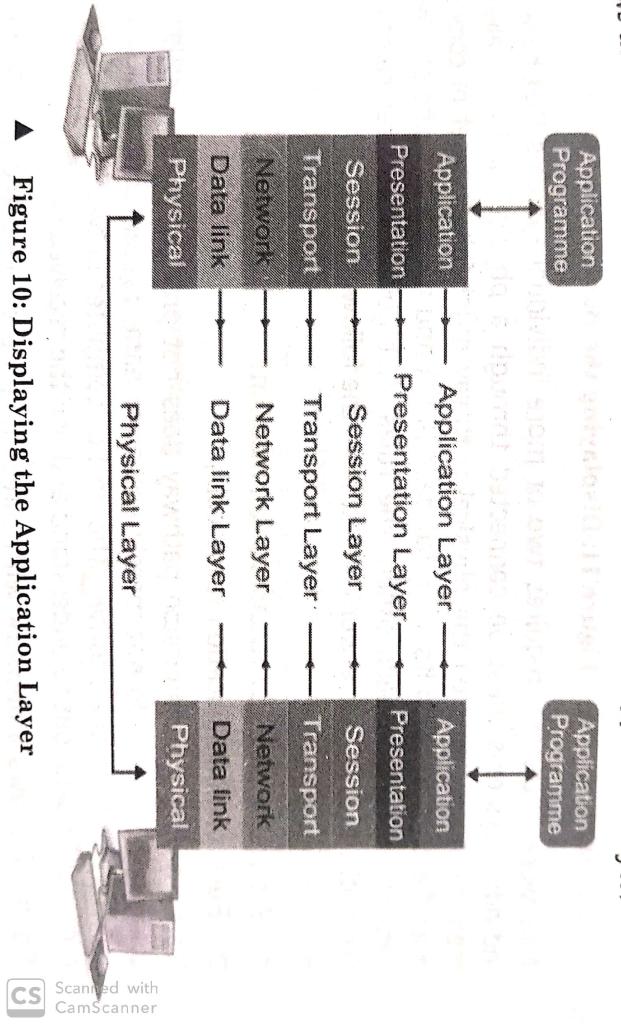 Application
Programme
Application
Programme
Application
Application Layer
Application
Presentation
Presentation Layer
Presentation
Session
Session Layer
Session
Transport
Transport Layer
Transport
Network
Network Layer
Network
Data link
Data link Layer
Data link
Physical
Physical
Physical Layer
▲ Figure 10: Displaying the Application Layer
CS
Scanned with
CamScanner